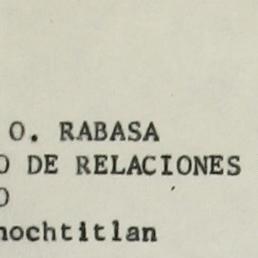 O. RABASA
O DE RELACIONES
O
nochtitlan